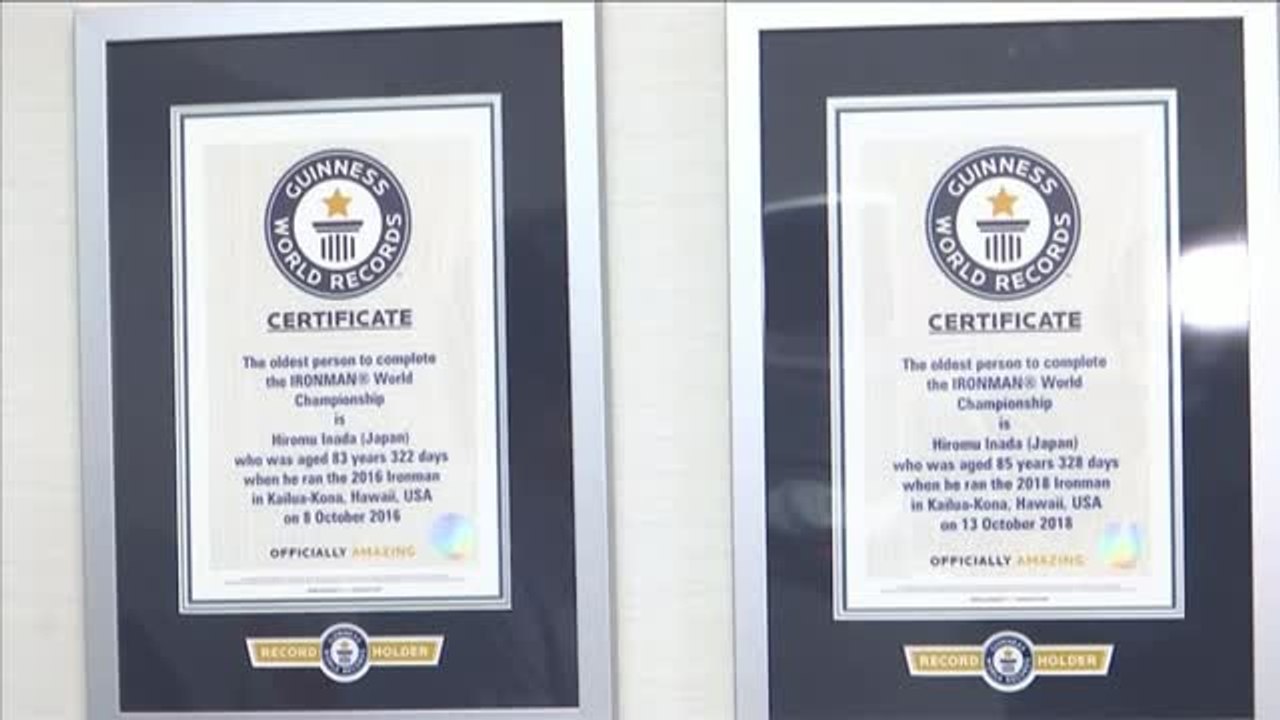 GUINNESS
WORLD RECORDS
CERTIFICATE
The oldest person to complete
the IRONMAN® World
Championship
is
Hiromu Inada (Japan)
who was aged 83 years 322 days
when he ran the 2016 Ironman
in Kailua-Kona, Hawaii, USA
on 8 October 2016
OFFICIALLY AMAZING
RECORD HOLDER
GUINNESS
WORLD RECORDS
CERTIFICATE
The oldest person to complete
the IRONMAN® World
Championship
is
Hiromu Inada (Japan)
who was aged 85 years 328 days
when he ran the 2018 Ironman
in Kailua-Kona, Hawaii, USA
on 13 October 2018
OFFICIALLY AMAZING
RECORD HOLDER